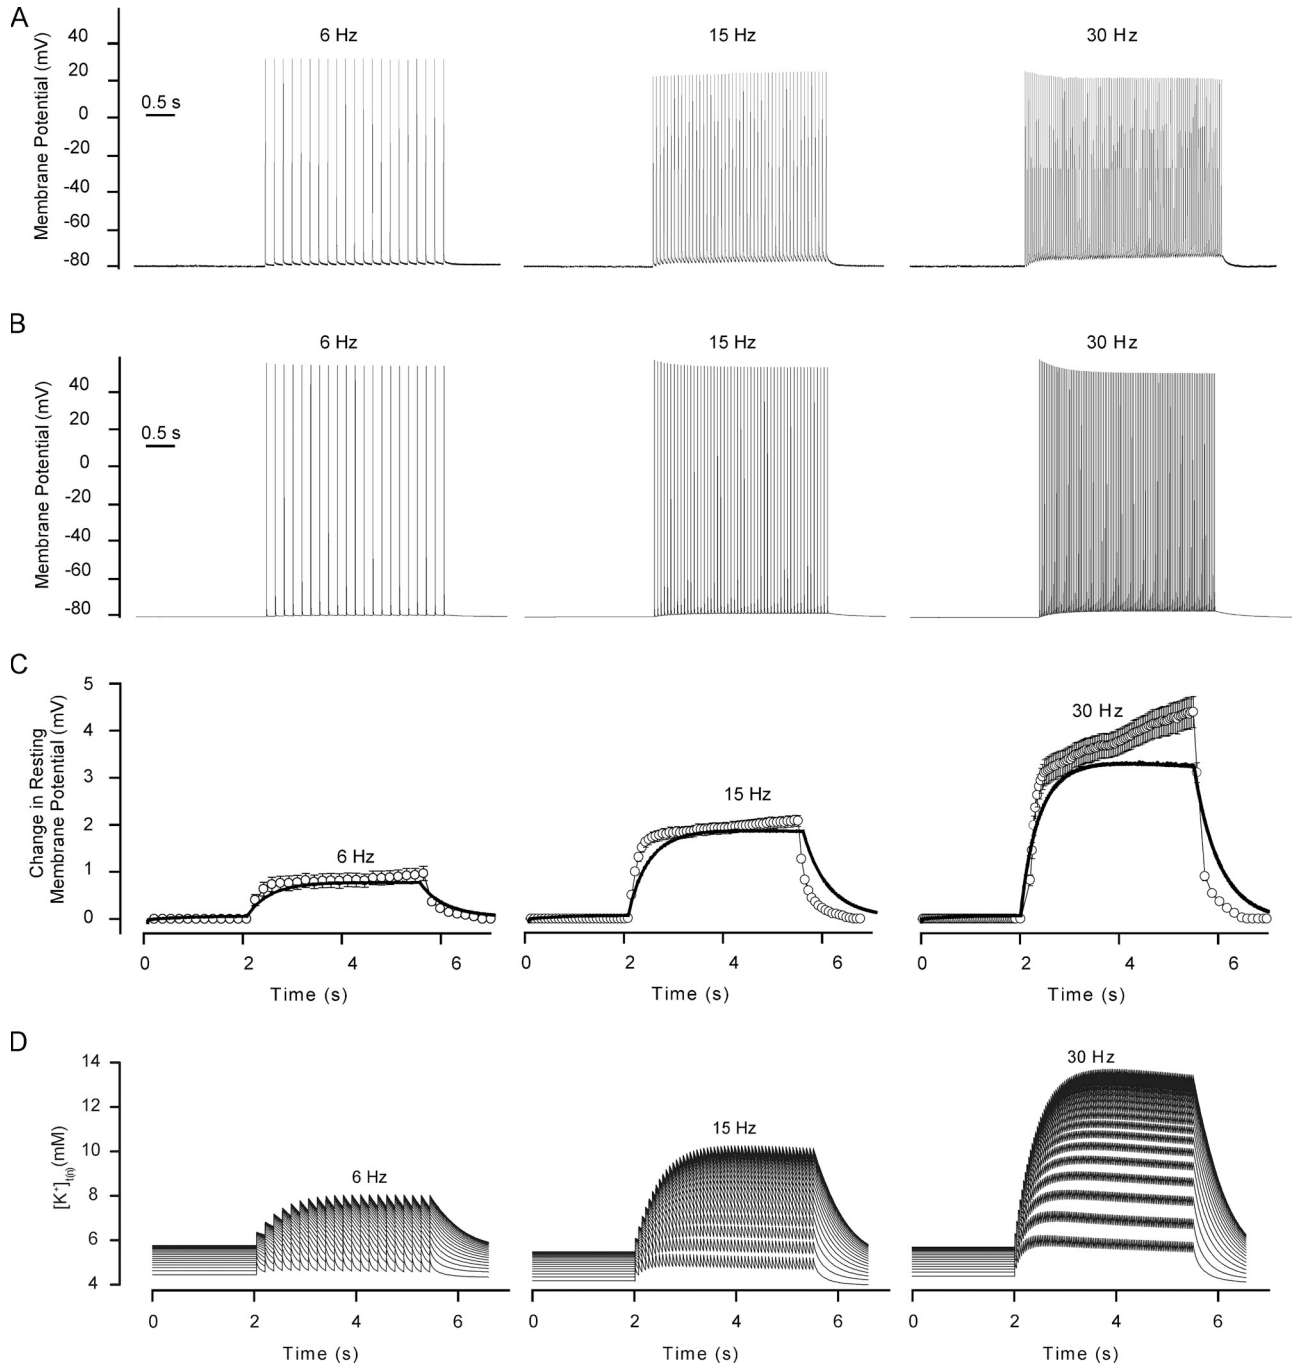 A
6 Hz
15 Hz
30 Hz
Membrane Potential (mV)
40
20
0
-20
-40
-60
-80
0.5 s
B
6 Hz
15 Hz
30 Hz
Membrane Potential (mV)
40
20
0
-20
-40
-60
-80
0.5 s
C
Change in Resting
Membrane Potential (mV)
5
4
3
2
1
0
6 Hz
15 Hz
30 Hz
0 2 4 6
0 2 4 6
0 2 4 6
Time (s)
Time (s)
Time (s)
D
[K⁺]t(n) (mM)
14
12
10
8
6
4
6 Hz
15 Hz
30 Hz
0 2 4 6
0 2 4 6
0 2 4 6
Time (s)
Time (s)
Time (s)